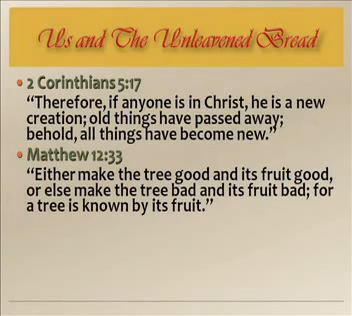 Us and The Unleavened Bread
• 2 Corinthians 5:17
“Therefore, if anyone is in Christ, he is a new
creation; old things have passed away;
behold, all things have become new.”
• Matthew 12:33
“Either make the tree good and its fruit good,
or else make the tree bad and its fruit bad; for
a tree is known by its fruit.”